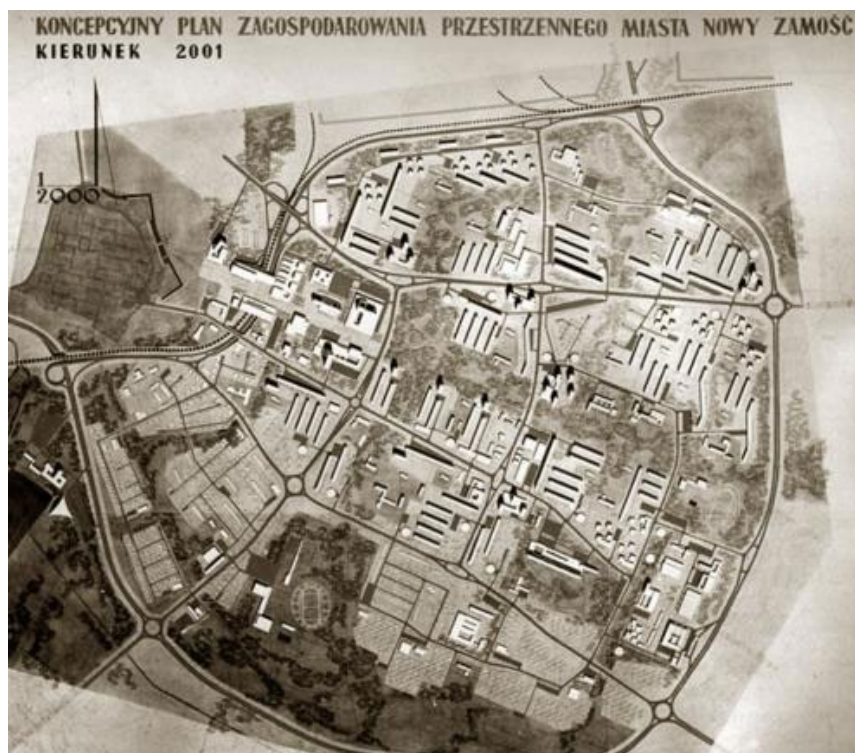 KONCEPCYJNY PLAN ZAGOSPODAROWANIA PRZESTRZENNEGO MIASTA NOWY ZAMOŚĆ
KIERUNEK 2001
1
2000